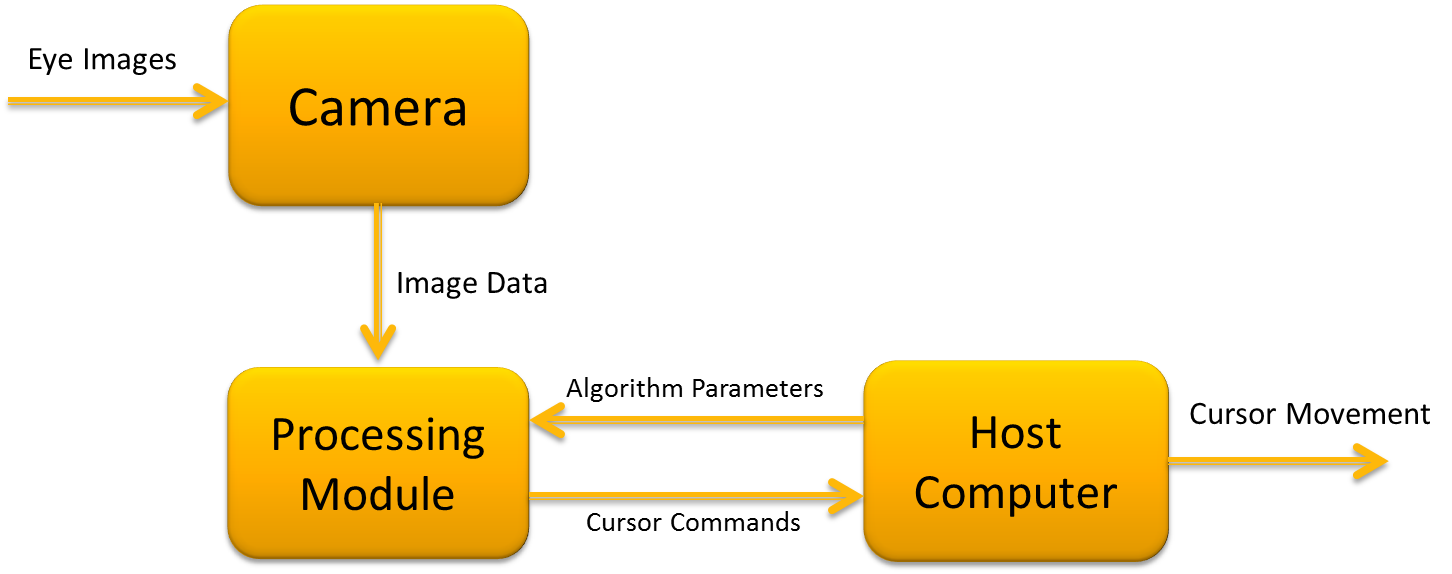 Eye Images
Camera
Image Data
Algorithm Parameters
Processing
Module
Host
Computer
Cursor Movement
Cursor Commands